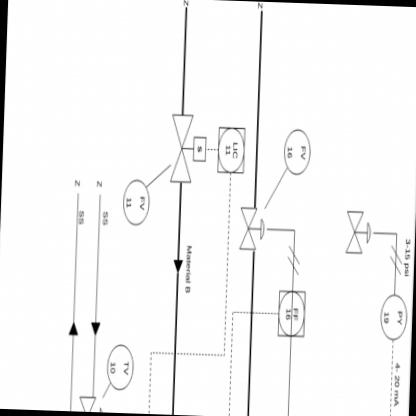 3-15 psi
PY
19
4- 20 mA
FV
16
FF
16
LIC
11
S
FV
11
Material B
SS
SS
TV
10